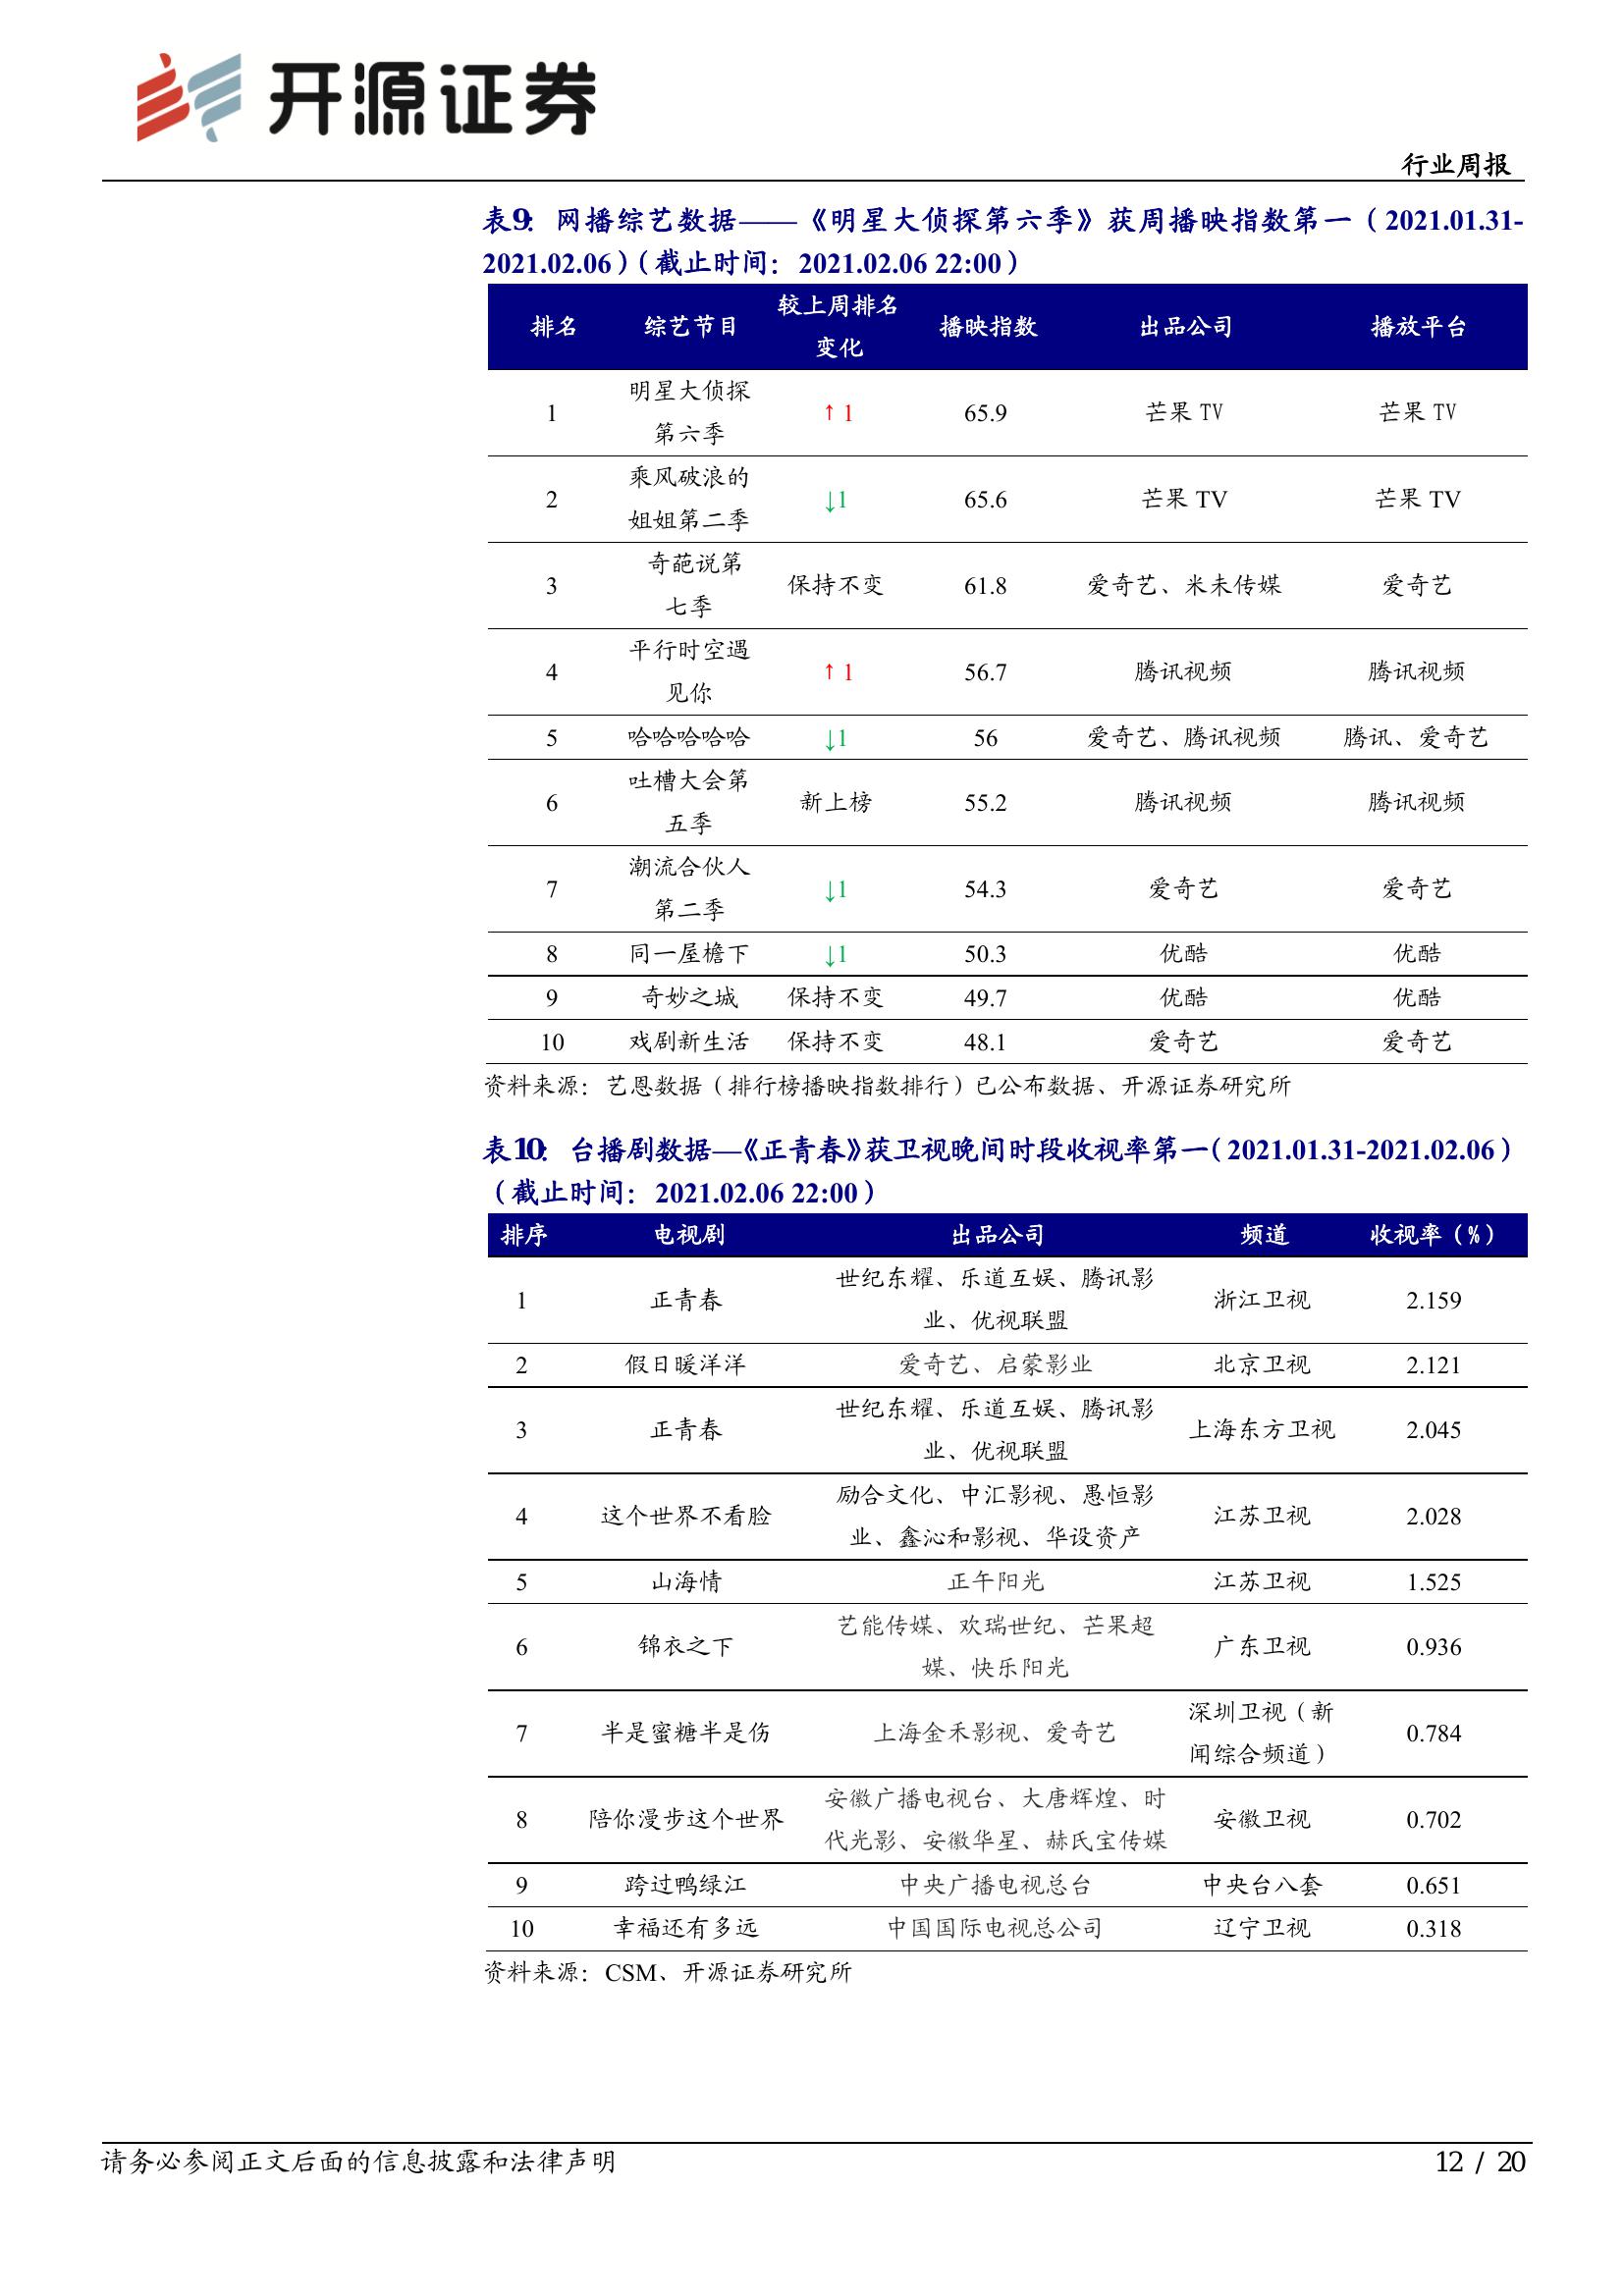 开源证券
行业周报
表9：网播综艺数据——《明星大侦探第六季》获周播映指数第一（2021.01.31-
2021.02.06）（截止时间：2021.02.06 22:00）
排名 综艺节目 较上周排名变化 播映指数 出品公司 播放平台
1 明星大侦探第六季 ↑1 65.9 芒果 TV 芒果 TV
2 乘风破浪的姐姐第二季 ↓1 65.6 芒果 TV 芒果 TV
3 奇葩说第七季 保持不变 61.8 爱奇艺、米未传媒 爱奇艺
4 平行时空遇见你 ↑1 56.7 腾讯视频 腾讯视频
5 哈哈哈哈哈 ↓1 56 爱奇艺、腾讯视频 腾讯、爱奇艺
6 吐槽大会第五季 新上榜 55.2 腾讯视频 腾讯视频
7 潮流合伙人第二季 ↓1 54.3 爱奇艺 爱奇艺
8 同一屋檐下 ↓1 50.3 优酷 优酷
9 奇妙之城 保持不变 49.7 优酷 优酷
10 戏剧新生活 保持不变 48.1 爱奇艺 爱奇艺
资料来源：艺恩数据（排行榜播映指数排行）已公布数据、开源证券研究所
表10：台播剧数据—《正青春》获卫视晚间时段收视率第一（2021.01.31-2021.02.06）
（截止时间：2021.02.06 22:00）
排序 电视剧 出品公司 频道 收视率（%）
1 正青春 世纪东耀、乐道互娱、腾讯影业、优视联盟 浙江卫视 2.159
2 假日暖洋洋 爱奇艺、启蒙影业 北京卫视 2.121
3 正青春 世纪东耀、乐道互娱、腾讯影业、优视联盟 上海东方卫视 2.045
4 这个世界不看脸 励合文化、中汇影视、愚恒影业、鑫沁和影视、华设资产 江苏卫视 2.028
5 山海情 正午阳光 江苏卫视 1.525
6 锦衣之下 艺能传媒、欢瑞世纪、芒果超媒、快乐阳光 广东卫视 0.936
7 半是蜜糖半是伤 上海金禾影视、爱奇艺 深圳卫视（新闻综合频道） 0.784
8 陪你漫步这个世界 安徽广播电视台、大唐辉煌、时代光影、安徽华星、赫氏宝传媒 安徽卫视 0.702
9 跨过鸭绿江 中央广播电视总台 中央台八套 0.651
10 幸福还有多远 中国国际电视总公司 辽宁卫视 0.318
资料来源：CSM、开源证券研究所
请务必参阅正文后面的信息披露和法律声明
12 / 20